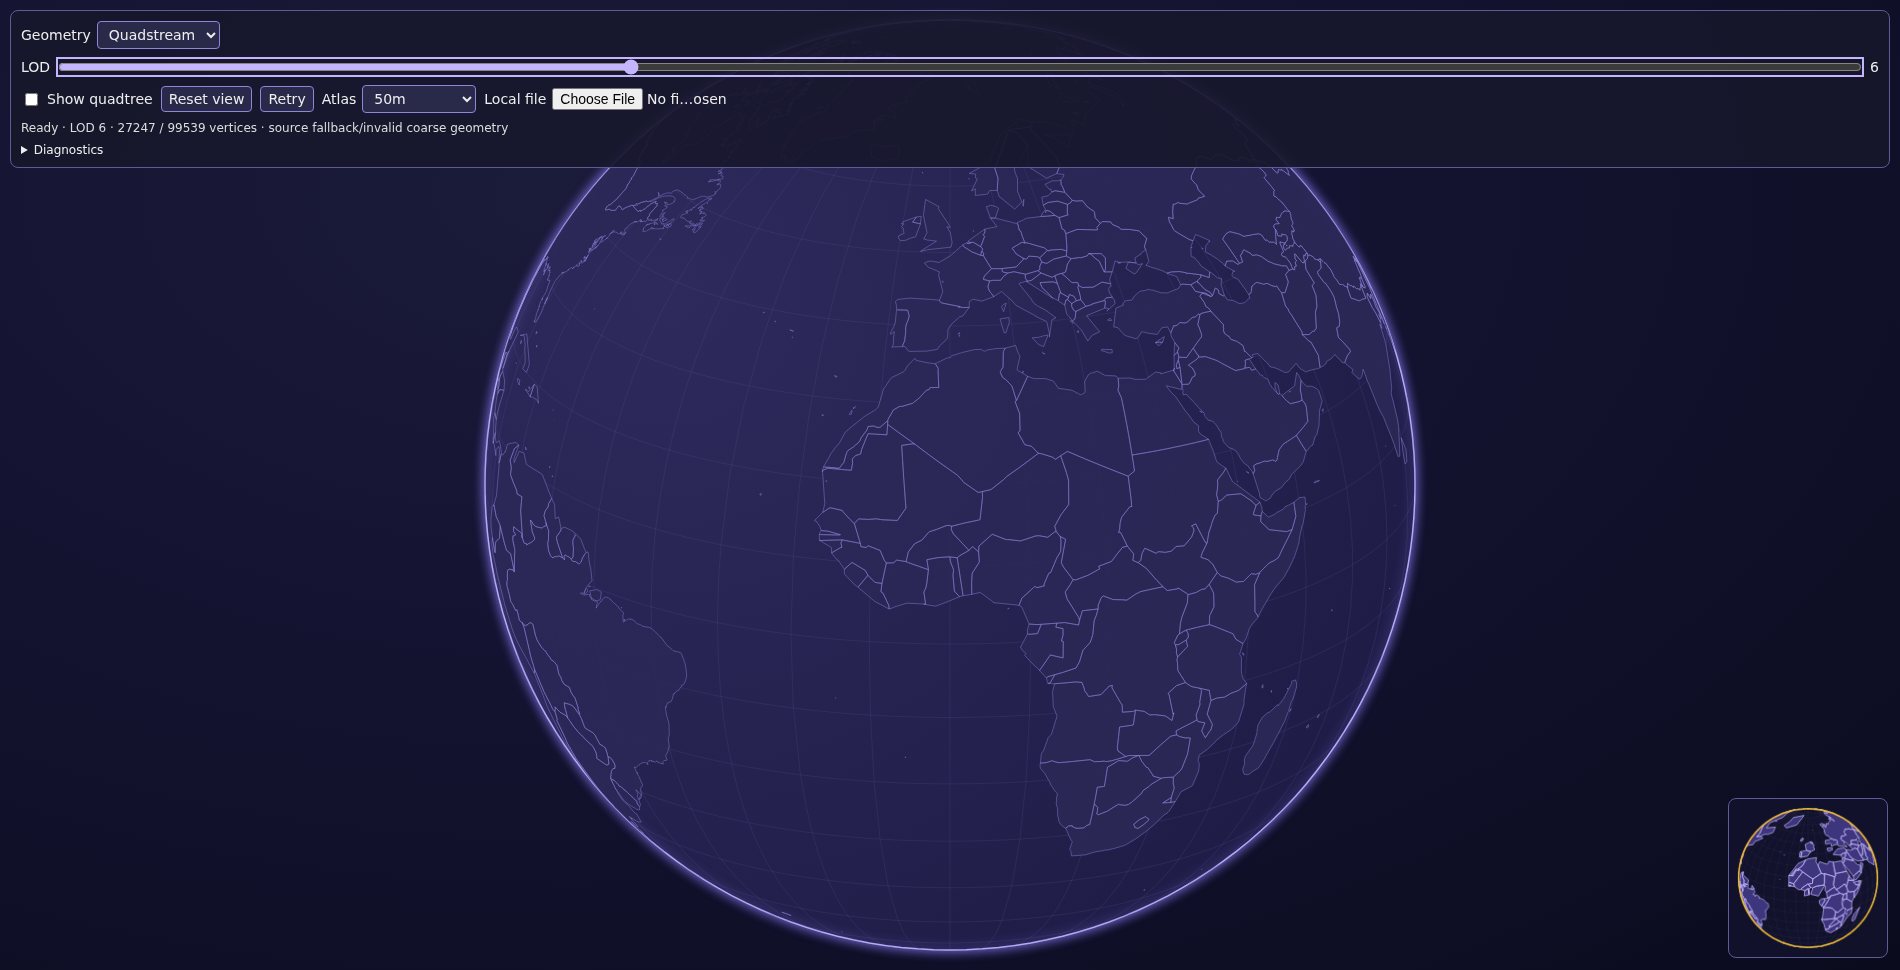 Geometry Quadstream
LOD 6
Show quadtree Reset view Retry Atlas 50m Local file Choose File No fi...osen
Ready · LOD 6 · 27247 / 99539 vertices · source fallback/invalid coarse geometry
Diagnostics